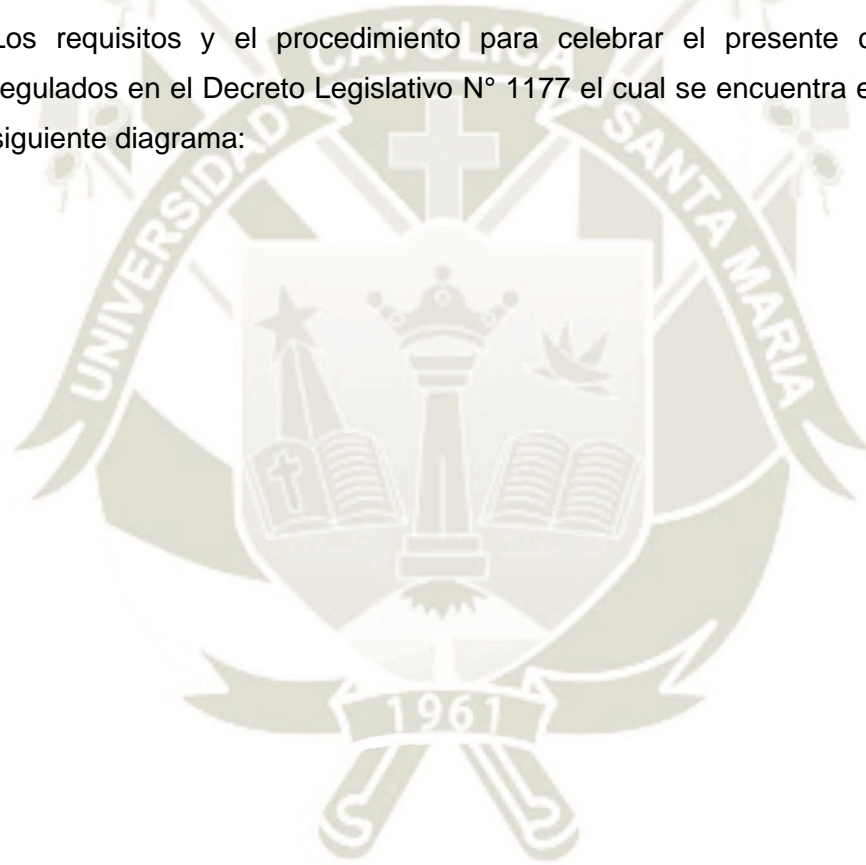 Los requisitos y el procedimiento para celebrar el presente
regulados en el Decreto Legislativo N° 1177 el cual se encuentra
siguiente diagrama:
CATOLICA
UNIVERSIDAD
SANTA MARIA
1961